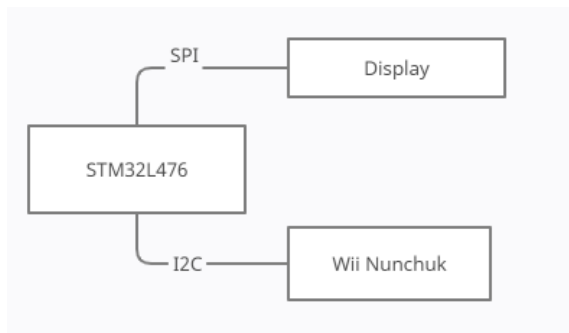 SPI
Display
STM32L476
I2C
Wii Nunchuk